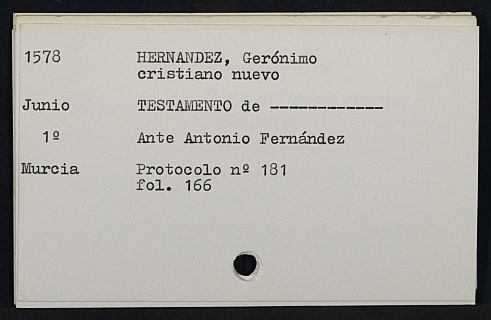 1578 HERNANDEZ, Gerónimo
cristiano nuevo
Junio TESTAMENTO de ------------
1º Ante Antonio Fernández
Murcia Protocolo nº 181
fol. 166